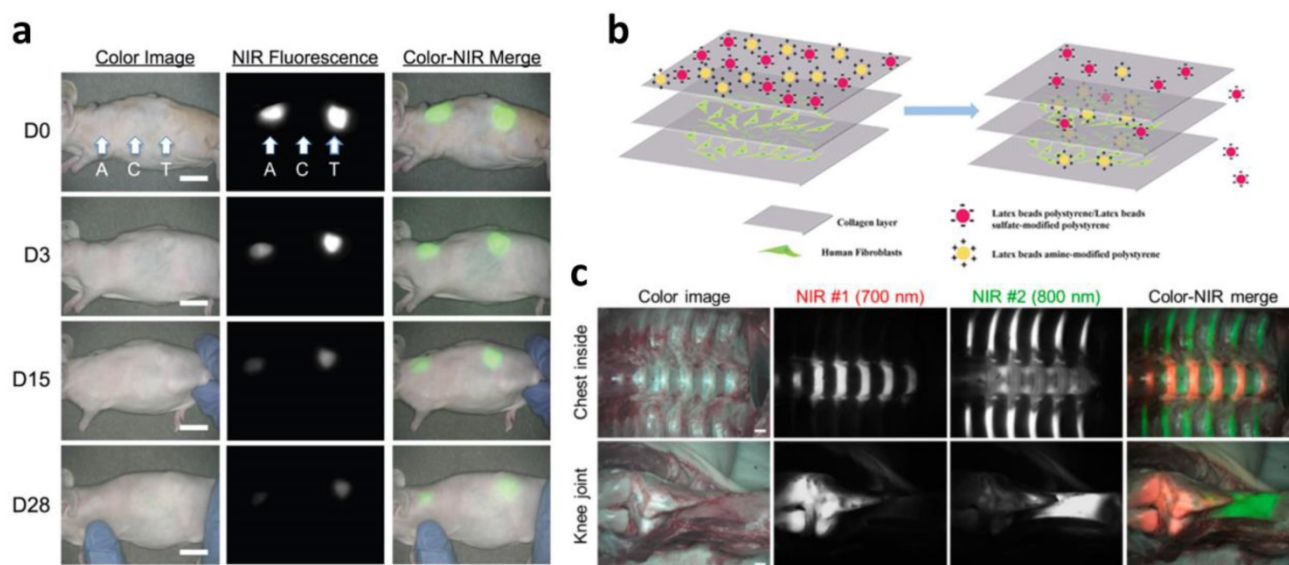 a
Color Image NIR Fluorescence Color-NIR Merge
D0
A C T
A C T
D3
D15
D28
b
Collagen layer
Human Fibroblasts
Latex beads polystyrene/Latex beads
sulfate-modified polystyrene
Latex beads amine-modified polystyrene
c
Color image NIR #1 (700 nm) NIR #2 (800 nm) Color-NIR merge
Chest inside
Knee joint